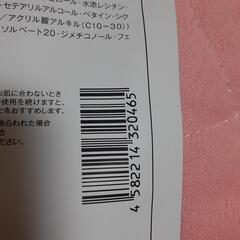 ロール・水添レシチン・
セテアリルアルコール・ベタイン・シク
／アクリル酸アルキル（C10-30））
ソルベート20・ジメチコノール・フェ
お肌に合わないとき
使用を続けますと、
をおすすめします。
あらわれた場合
4 582214 320465